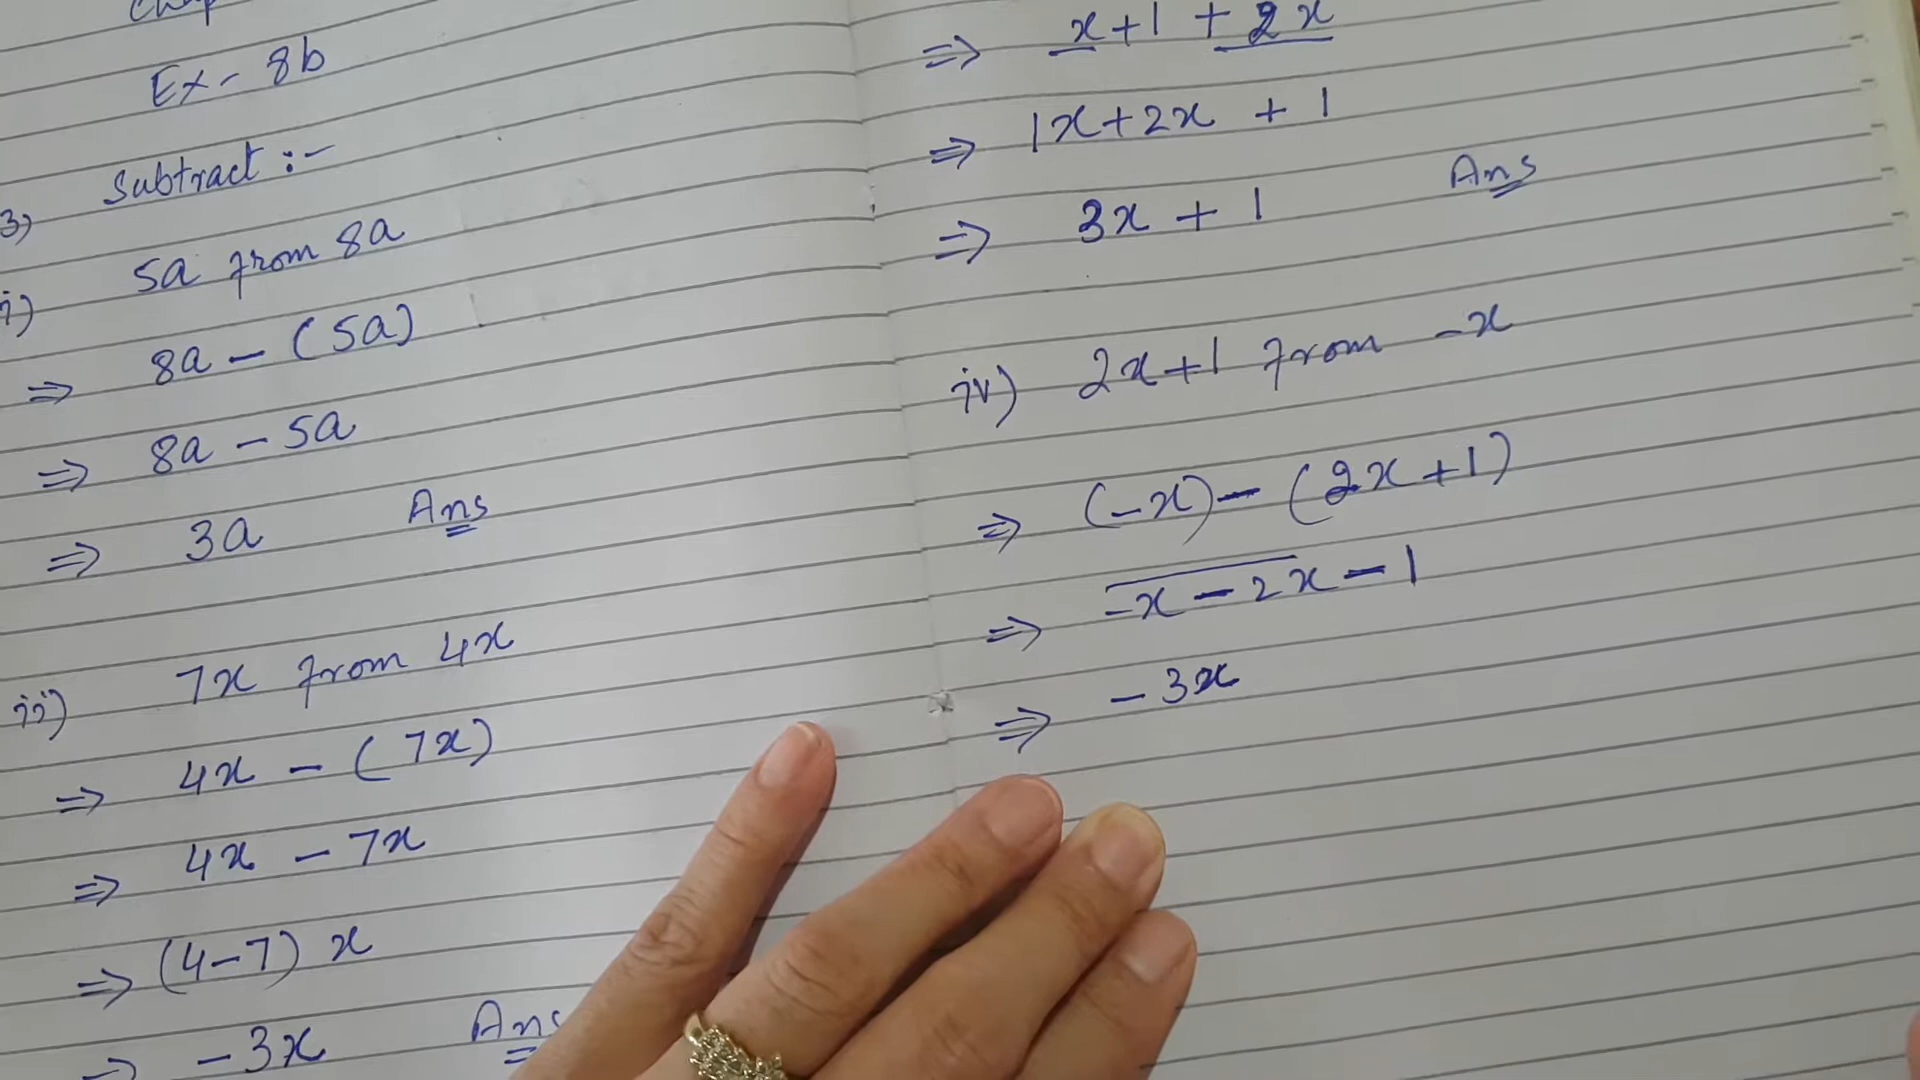 Chap
Ex- 8b
3) Subtract :-
i) 5a from 8a
⇒ 8a - (5a)
⇒ 8a - 5a
⇒ 3a Ans
ii) 7x from 4x
⇒ 4x - (7x)
⇒ 4x - 7x
⇒ (4-7) x
⇒ -3x Ans
⇒ x+1 + 2x
⇒ 1x+2x + 1
⇒ 3x + 1 Ans
iv) 2x+1 from -x
⇒ (-x) - (2x+1)
⇒ -x - 2x - 1
⇒ -3x